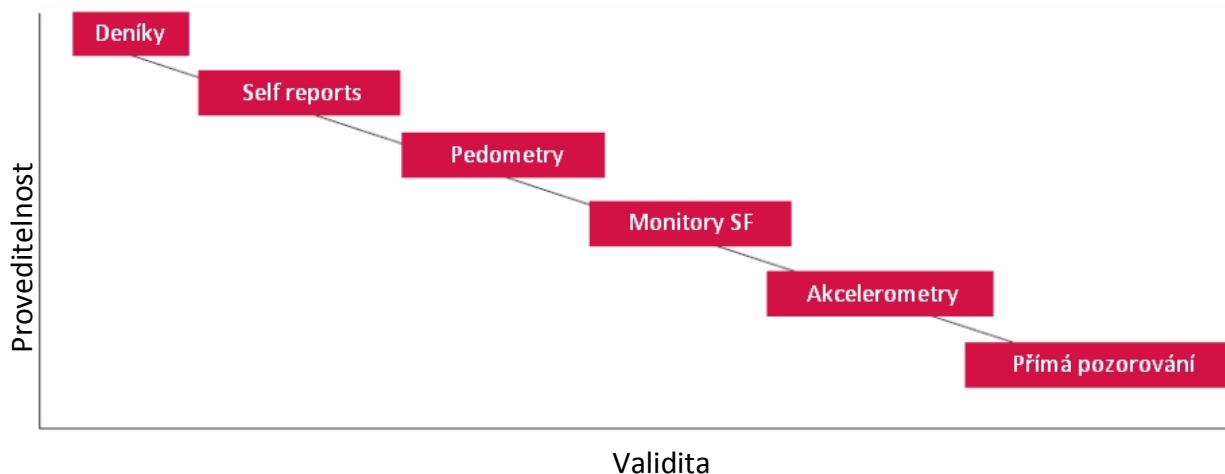 Deníky
Self reports
Pedometry
Monitory SF
Akcelerometry
Přímá pozorování
Proveditelnost
Validita